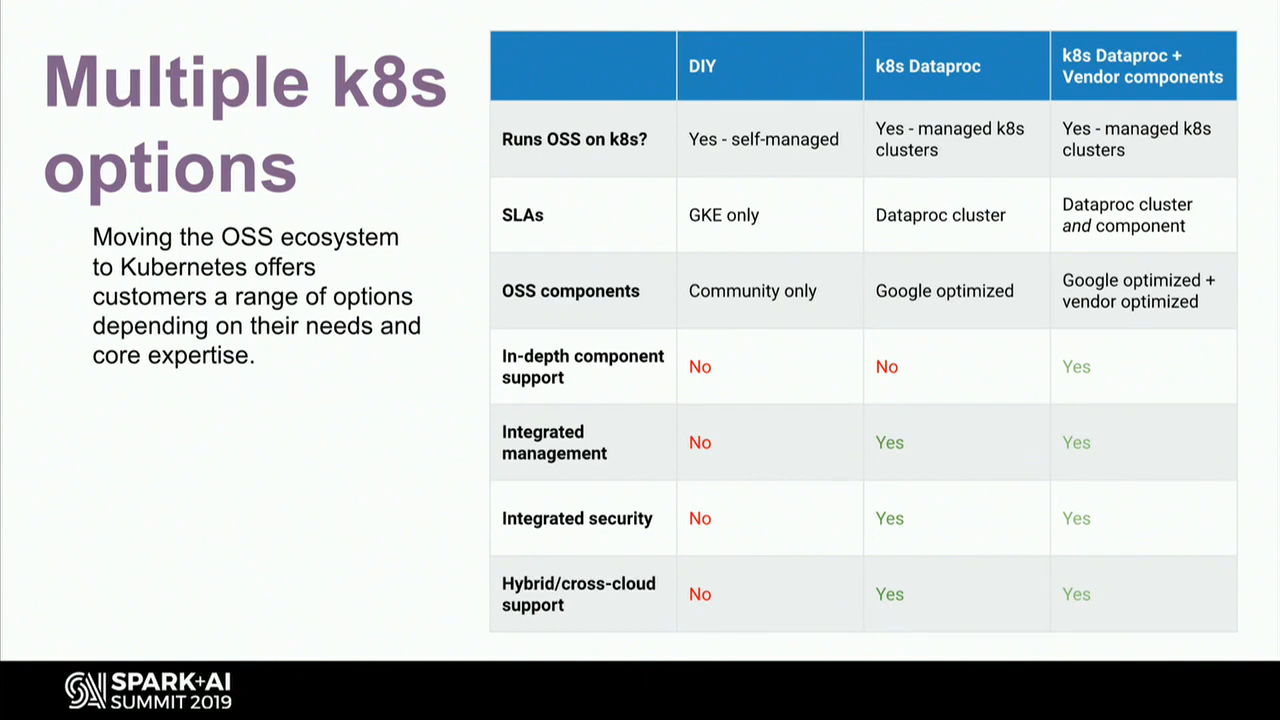 Multiple k8s
options
Moving the OSS ecosystem
to Kubernetes offers
customers a range of options
depending on their needs and
core expertise.
DIY
k8s Dataproc
k8s Dataproc +
Vendor components
Runs OSS on k8s?
Yes - self-managed
Yes - managed k8s
clusters
Yes - managed k8s
clusters
SLAs
GKE only
Dataproc cluster
Dataproc cluster
and component
OSS components
Community only
Google optimized
Google optimized +
vendor optimized
In-depth component
support
No
No
Yes
Integrated
management
No
Yes
Yes
Integrated security
No
Yes
Yes
Hybrid/cross-cloud
support
No
Yes
Yes
SPARK+AI
SUMMIT 2019